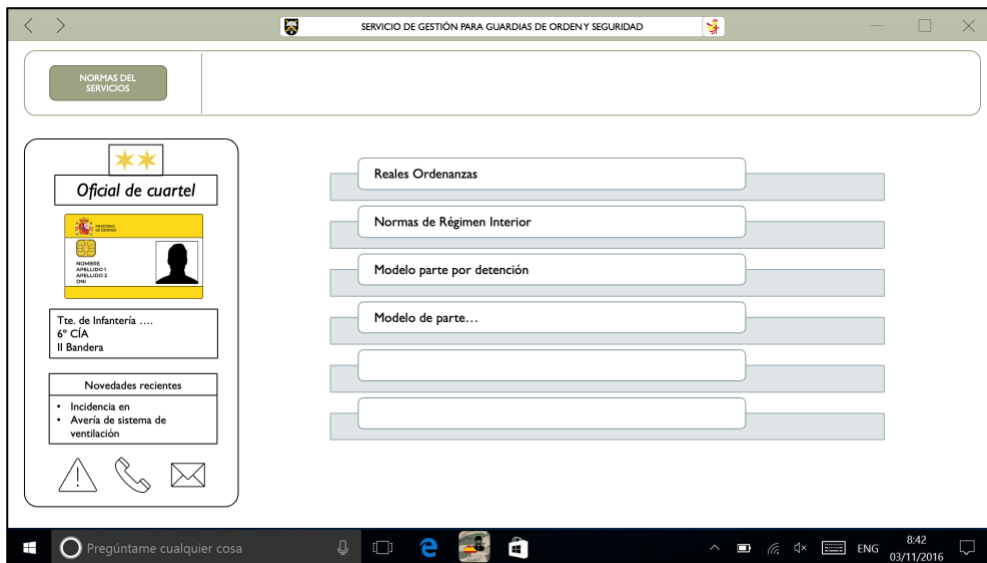 SERVICIO DE GESTIÓN PARA GUARDIAS DE ORDEN Y SEGURIDAD
NORMAS DEL
SERVICIOS
Oficial de cuartel
MINISTERIO
DE DEFENSA
NOMBRE
APELLIDO 1
APELLIDO 2
DNI
Tte. de Infantería ....
6º CÍA
II Bandera
Novedades recientes
• Incidencia en
• Avería de sistema de
ventilación
Reales Ordenanzas
Normas de Régimen Interior
Modelo parte por detención
Modelo de parte...
Pregúntame cualquier cosa
ENG
8:42
03/11/2016